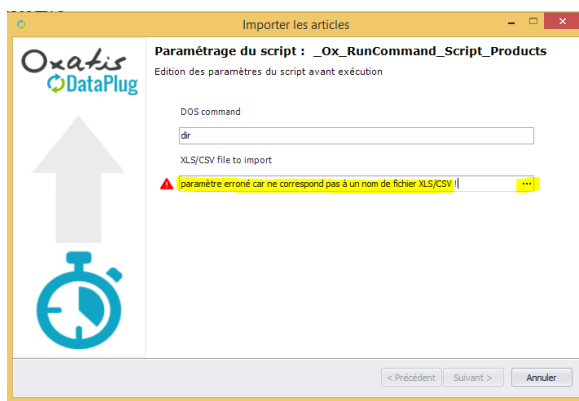 Importer les articles
Oxatis
DataPlug
Paramétrage du script : _Ox_RunCommand_Script_Products
Edition des paramètres du script avant exécution
DOS command
dir
XLS/CSV file to import
paramètre erroné car ne correspond pas à un nom de fichier XLS/CSV !
...
< Précédent
Suivant >
Annuler